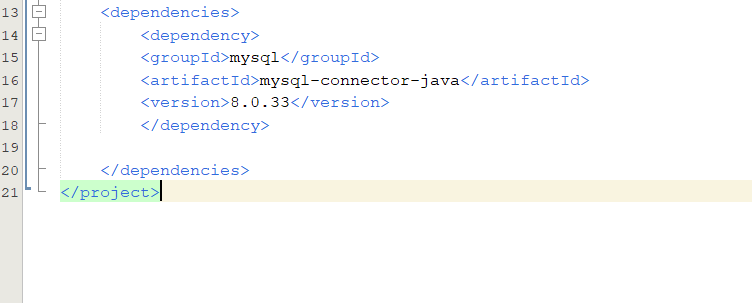 13 <dependencies>
14 <dependency>
15 <groupId>mysql</groupId>
16 <artifactId>mysql-connector-java</artifactId>
17 <version>8.0.33</version>
18 </dependency>
19
20 </dependencies>
21 </project>